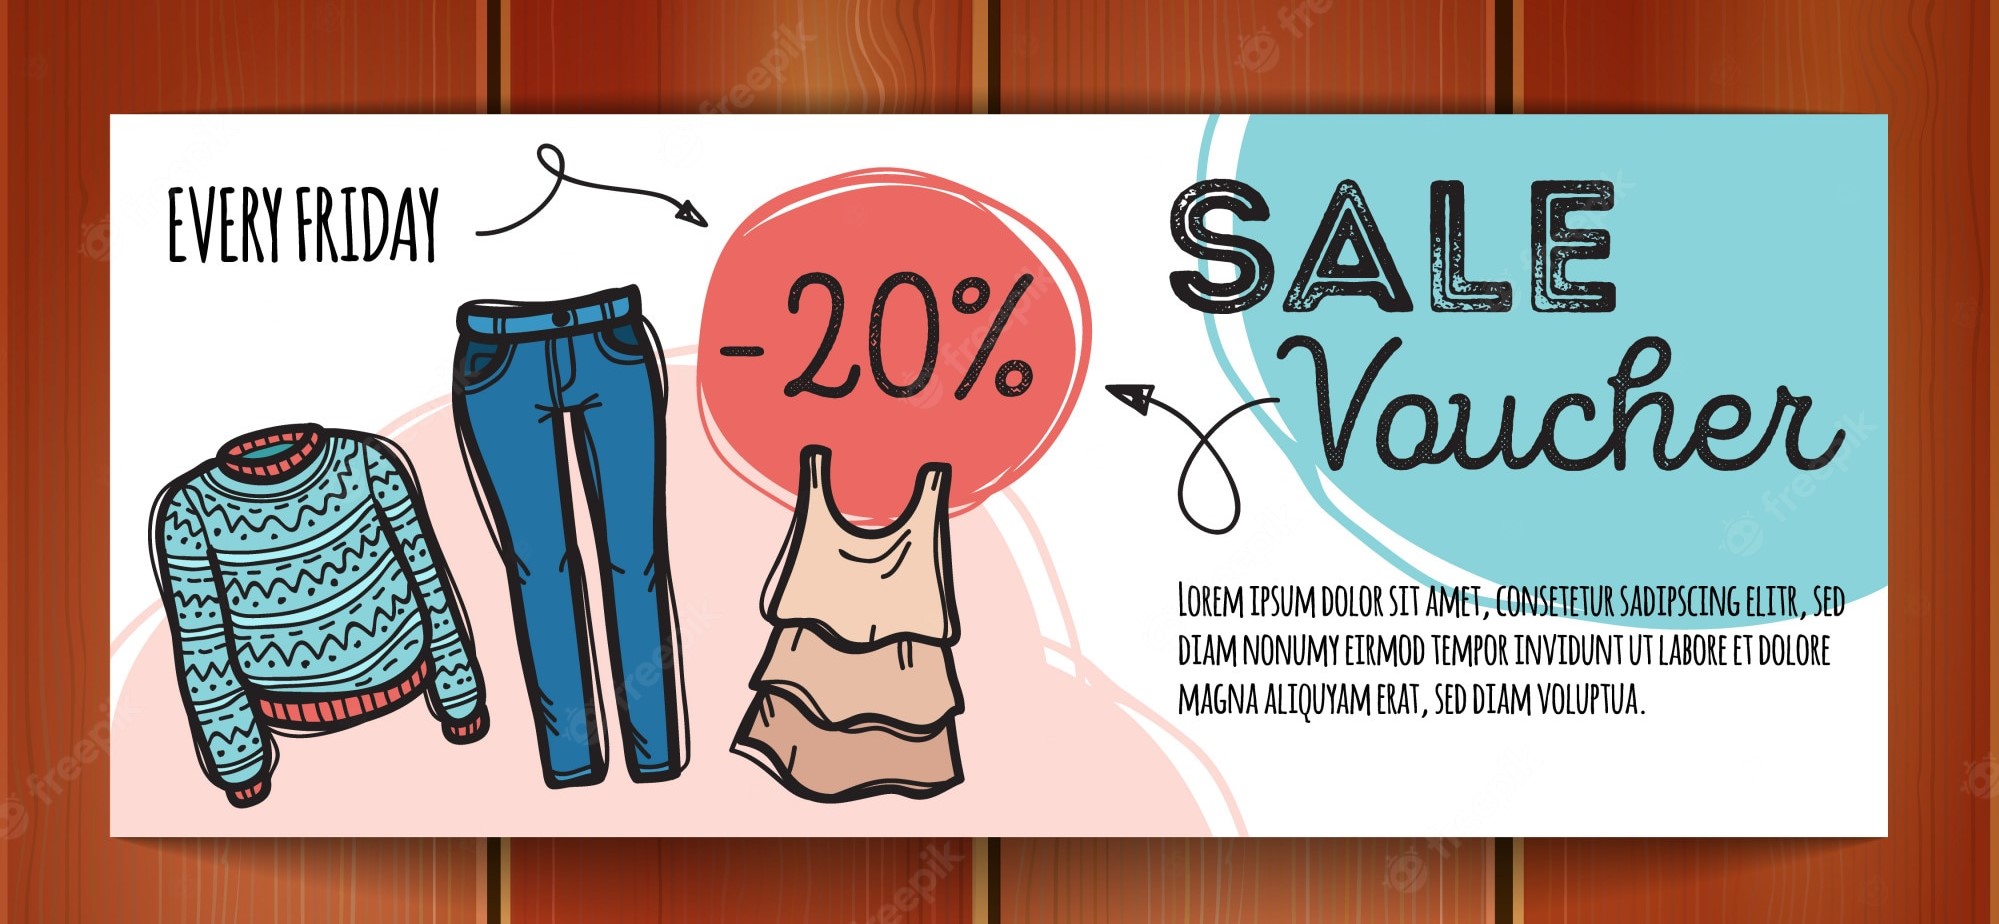 EVERY FRIDAY
-20%
SALE
Voucher
LOREM IPSUM DOLOR SIT AMET, CONSETETUR SADIPSCING ELITR, SED
DIAM NONUMY EIRMOD TEMPOR INVIDUNT UT LABORE ET DOLORE
MAGNA ALIQUYAM ERAT, SED DIAM VOLUPTUA.
freepik